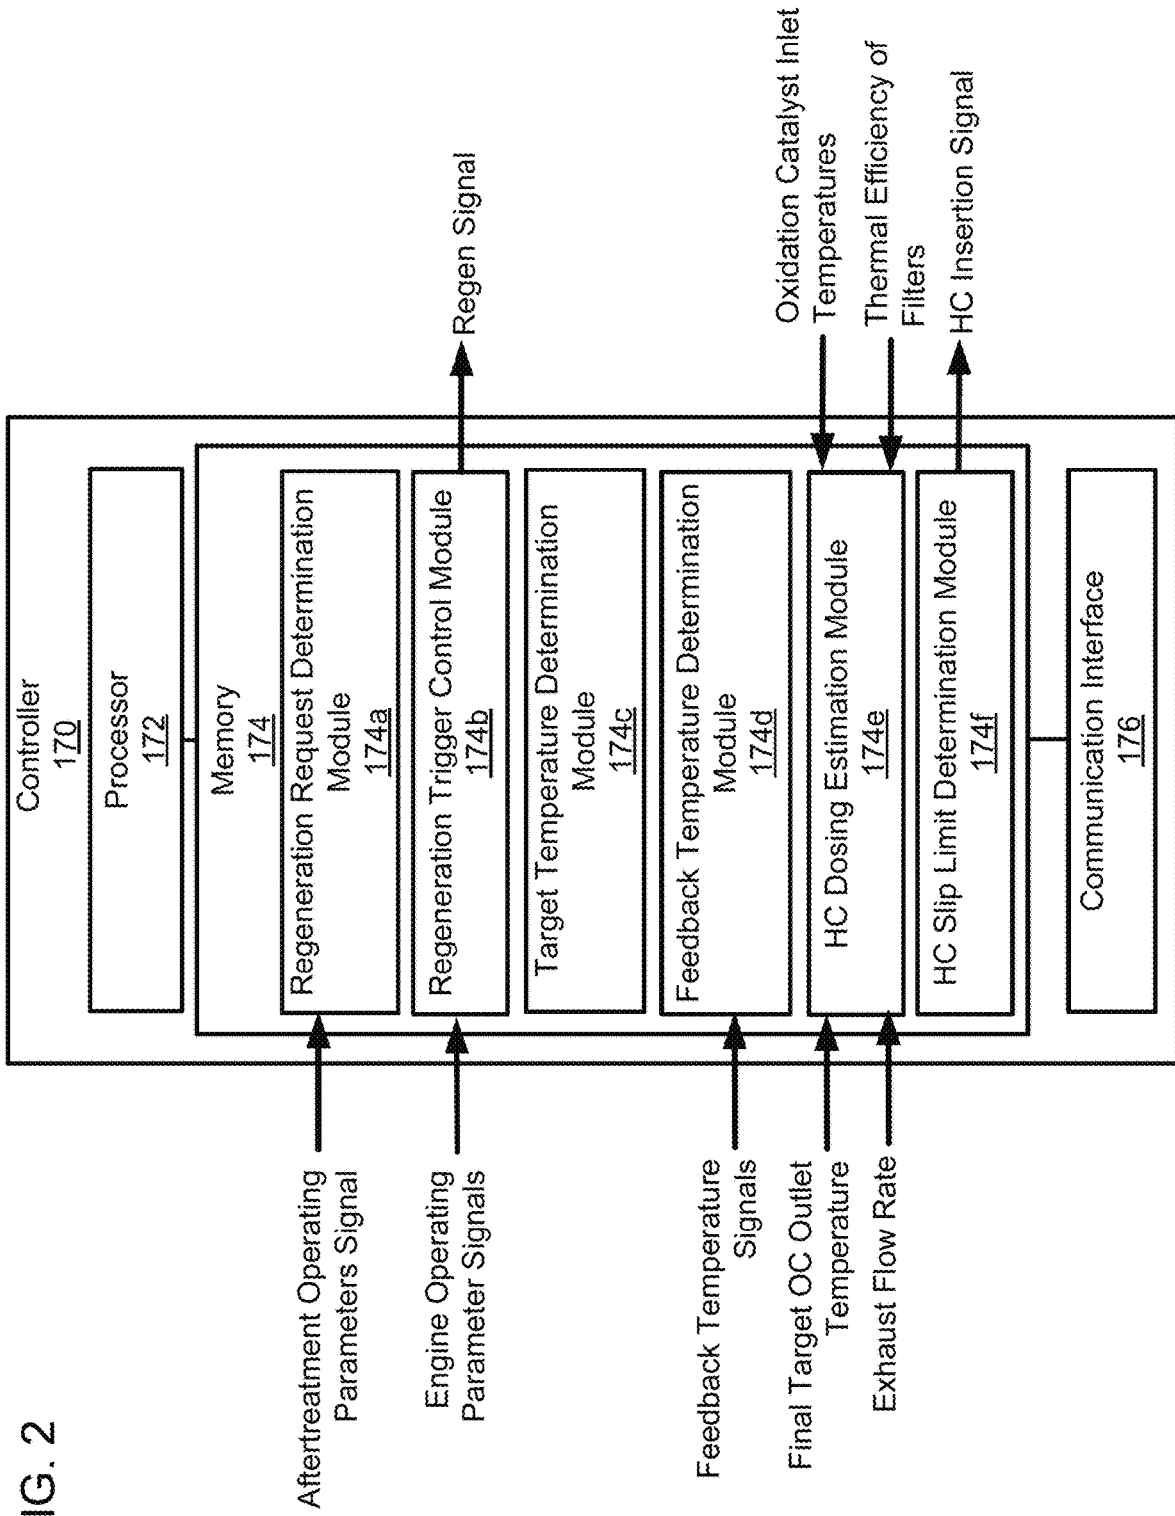 IG. 2
Controller
170
Processor
172
Memory
174
Aftertreatment Operating
Parameters Signal
Regeneration Request Determination
Module
174a
Engine Operating
Parameter Signals
Regeneration Trigger Control Module
174b
Regen Signal
Target Temperature Determination
Module
174c
Feedback Temperature
Signals
Feedback Temperature Determination
Module
174d
Final Target OC Outlet
Temperature
Exhaust Flow Rate
HC Dosing Estimation Module
174e
Oxidation Catalyst Inlet
Temperatures
Thermal Efficiency of
Filters
HC Slip Limit Determination Module
174f
HC Insertion Signal
Communication Interface
176